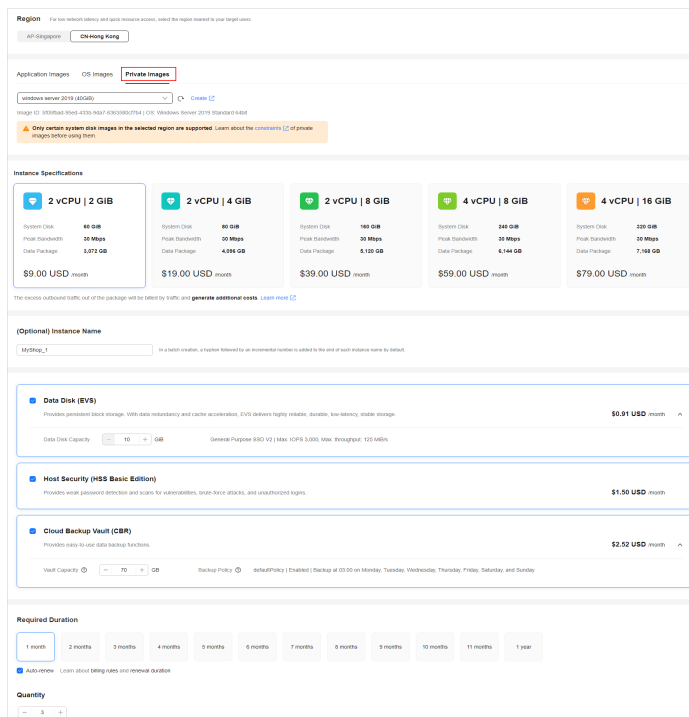 Region For low network latency and quick resource access, select the region nearest to your target users.
AP-Singapore CN-Hong Kong
Application Images OS Images Private Images
windows server 2019 (40GiB) Create
OS: Windows Server 2019 Standard 64bit
Only certain system disk images in the selected region are supported. Learn about the constraints of private
images before using them.
Instance Specifications
2 vCPU | 2 GiB
System Disk 60 GiB
Peak Bandwidth 30 Mbps
Data Package 3,072 GB
$9.00 USD /month
2 vCPU | 4 GiB
System Disk 80 GiB
Peak Bandwidth 30 Mbps
Data Package 4,096 GB
$19.00 USD /month
2 vCPU | 8 GiB
System Disk 160 GiB
Peak Bandwidth 30 Mbps
Data Package 5,120 GB
$39.00 USD /month
4 vCPU | 8 GiB
System Disk 240 GiB
Peak Bandwidth 30 Mbps
Data Package 6,144 GB
$59.00 USD /month
4 vCPU | 16 GiB
System Disk 320 GiB
Peak Bandwidth 30 Mbps
Data Package 7,168 GB
$79.00 USD /month
The excess outbound traffic out of the package will be billed by traffic and generate additional costs. Learn more
(Optional) Instance Name
MyShop_1 In a batch creation, a hyphen followed by an incremental number is added to the end of each instance name by default.
Data Disk (EVS)
Provides persistent block storage. With data redundancy and cache acceleration, EVS delivers highly reliable, durable, low-latency, stable storage. $0.91 USD /month
Data Disk Capacity − 10 + GiB General Purpose SSD V2 | Max. IOPS 3,000, Max. throughput: 125 MiB/s
Host Security (HSS Basic Edition)
Provides weak password detection and scans for vulnerabilities, brute-force attacks, and unauthorized logins. $1.50 USD /month
Cloud Backup Vault (CBR)
Provides easy-to-use data backup functions. $2.52 USD /month
Vault Capacity ? − 70 + GB Backup Policy ? defaultPolicy | Enabled | Backup at 03:00 on Monday, Tuesday, Wednesday, Thursday, Friday, Saturday, and Sunday
Required Duration
1 month 2 months 3 months 4 months 5 months 6 months 7 months 8 months 9 months 10 months 11 months 1 year
Auto-renew Learn about billing rules and renewal duration
Quantity
− 3 +